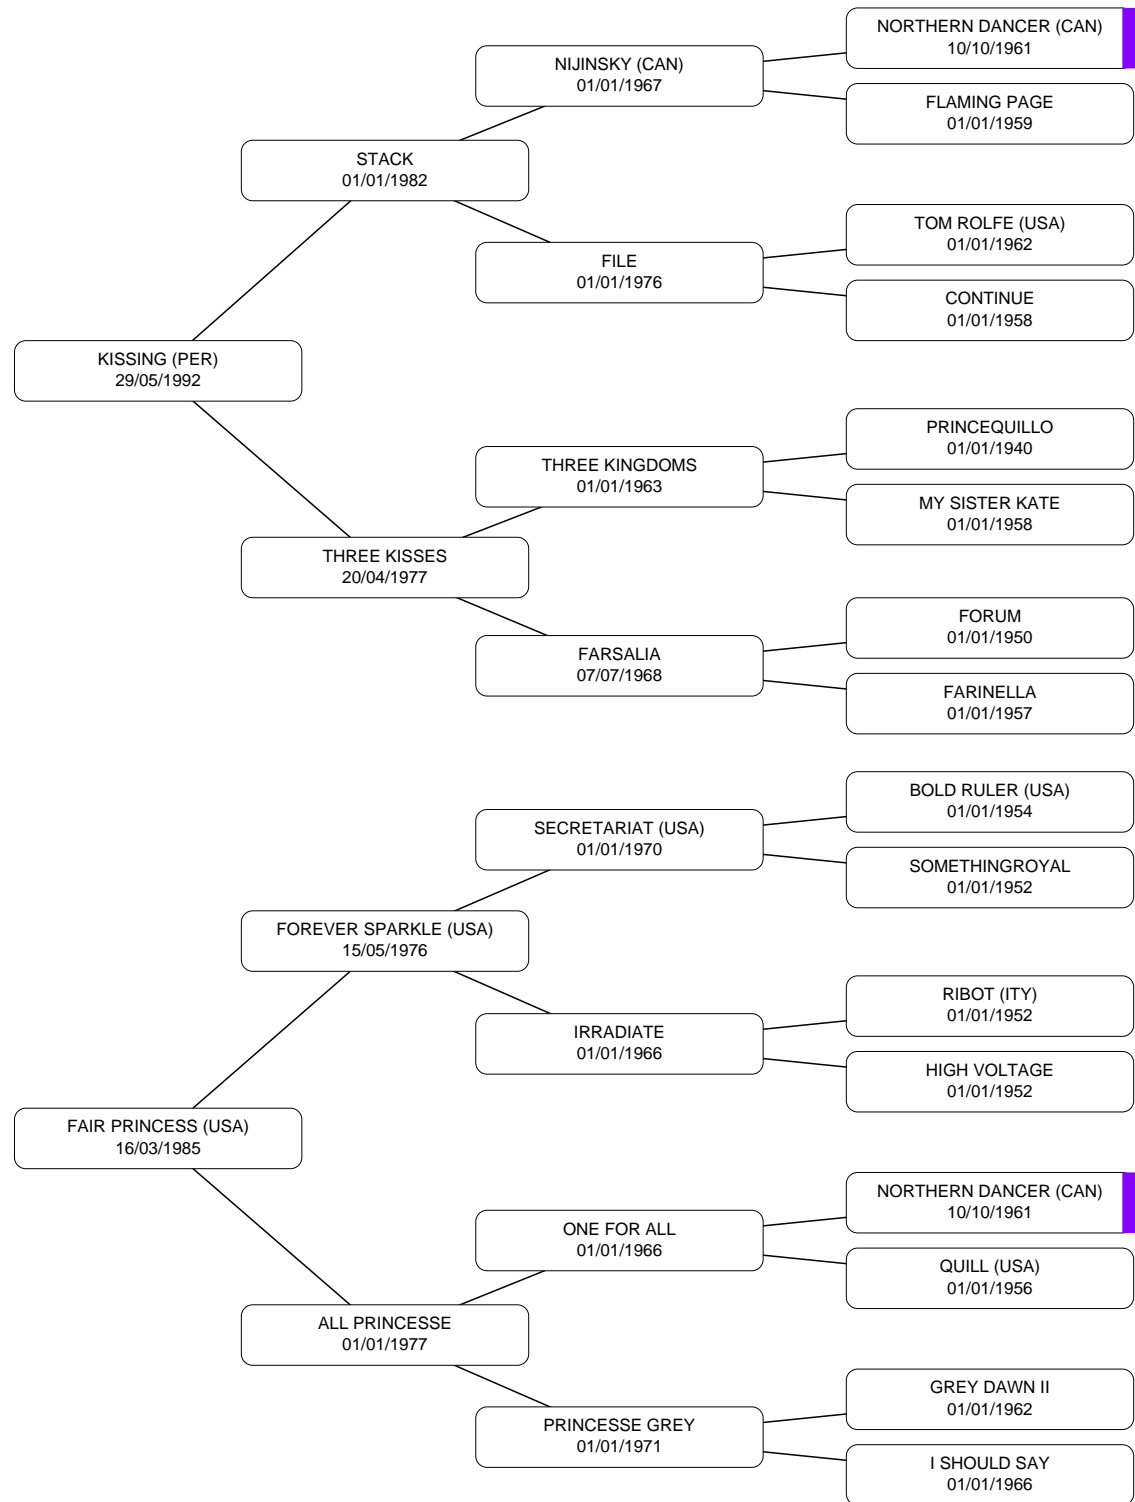 NORTHERN DANCER (CAN)
10/10/1961
NIJINSKY (CAN)
01/01/1967
FLAMING PAGE
01/01/1959
STACK
01/01/1982
TOM ROLFE (USA)
01/01/1962
FILE
01/01/1976
CONTINUE
01/01/1958
KISSING (PER)
29/05/1992
PRINCEQUILLO
01/01/1940
THREE KINGDOMS
01/01/1963
MY SISTER KATE
01/01/1958
THREE KISSES
20/04/1977
FORUM
01/01/1950
FARSALIA
07/07/1968
FARINELLA
01/01/1957
BOLD RULER (USA)
01/01/1954
SECRETARIAT (USA)
01/01/1970
SOMETHINGROYAL
01/01/1952
FOREVER SPARKLE (USA)
15/05/1976
RIBOT (ITY)
01/01/1952
IRRADIATE
01/01/1966
HIGH VOLTAGE
01/01/1952
FAIR PRINCESS (USA)
16/03/1985
NORTHERN DANCER (CAN)
10/10/1961
ONE FOR ALL
01/01/1966
QUILL (USA)
01/01/1956
ALL PRINCESSE
01/01/1977
GREY DAWN II
01/01/1962
PRINCESSE GREY
01/01/1971
I SHOULD SAY
01/01/1966